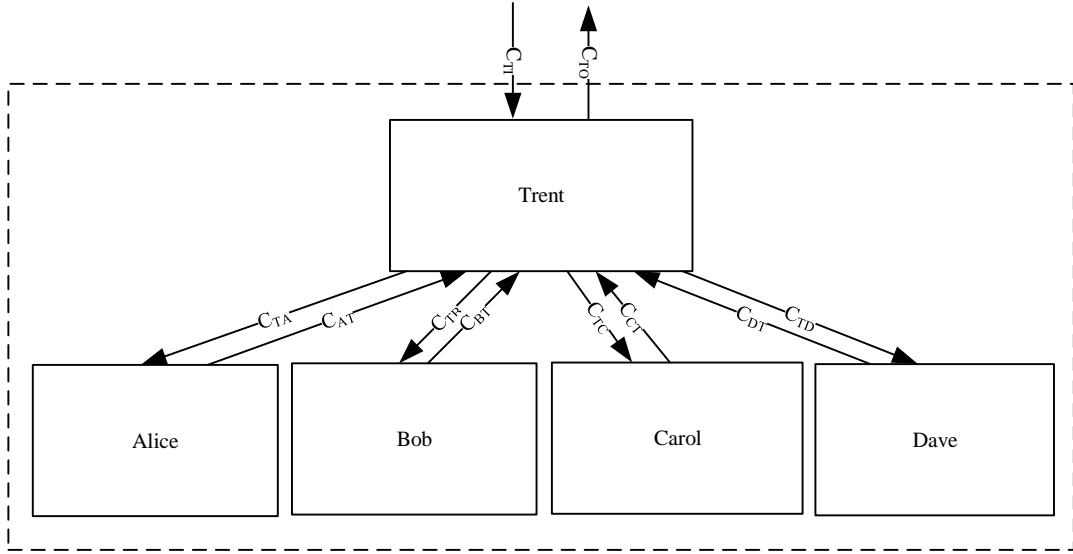 C_TI
C_TO
Trent
C_TA
C_AT
C_TB
C_BT
C_TC
C_CT
C_DT
C_TD
Alice
Bob
Carol
Dave